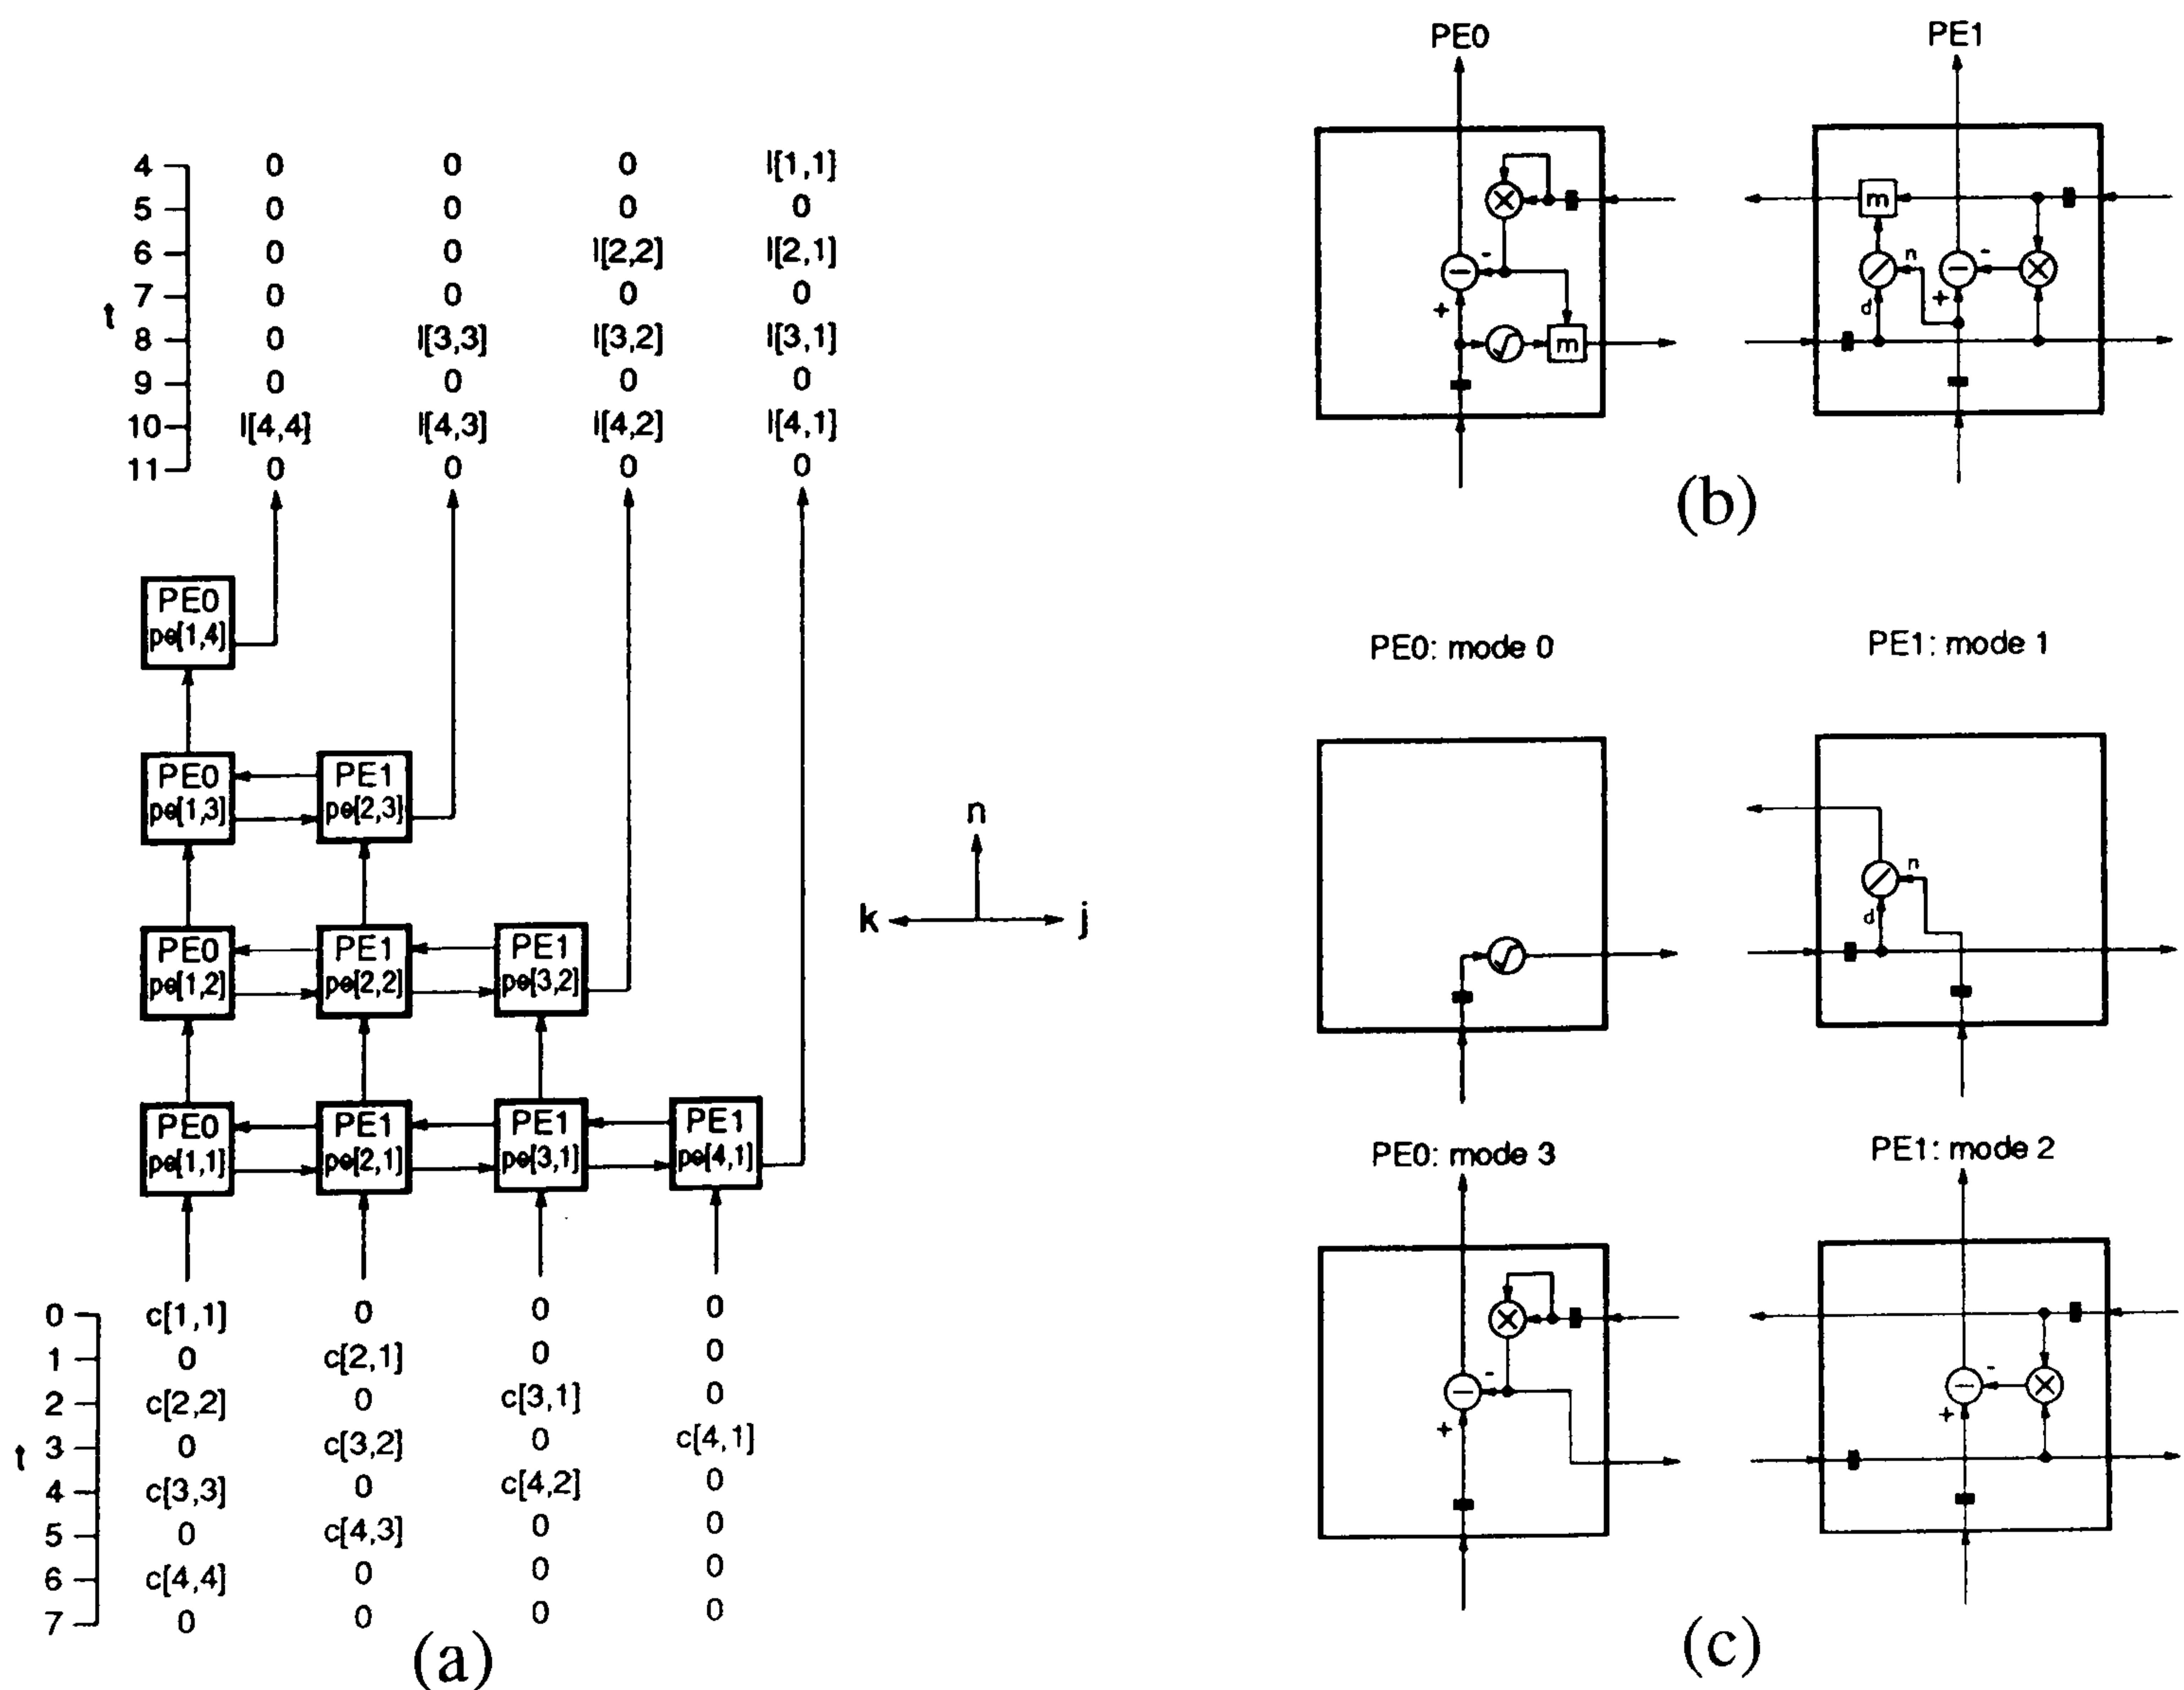 4 0 0 0 l[1,1]
5 0 0 0 0
6 0 0 l[2,2] l[2,1]
7 0 0 0 0
t
8 0 l[3,3] l[3,2] l[3,1]
9 0 0 0 0
10 l[4,4] l[4,3] l[4,2] l[4,1]
11 0 0 0 0
PE0
pe[1,4]
PE0 PE1
pe[1,3] pe[2,3]
PE0 PE1 PE1
pe[1,2] pe[2,2] pe[3,2]
PE0 PE1 PE1 PE1
pe[1,1] pe[2,1] pe[3,1] pe[4,1]
n
k j
0 c[1,1] 0 0 0
1 0 c[2,1] 0 0
2 c[2,2] 0 c[3,1] 0
3 0 c[3,2] 0 c[4,1]
t
4 c[3,3] 0 c[4,2] 0
5 0 c[4,3] 0 0
6 c[4,4] 0 0 0
7 0 0 0 0
(a)
PE0 PE1
m
- n -
+ d +
m
(b)
PE0: mode 0 PE1: mode 1
n
d
PE0: mode 3 PE1: mode 2
- -
+ +
(c)